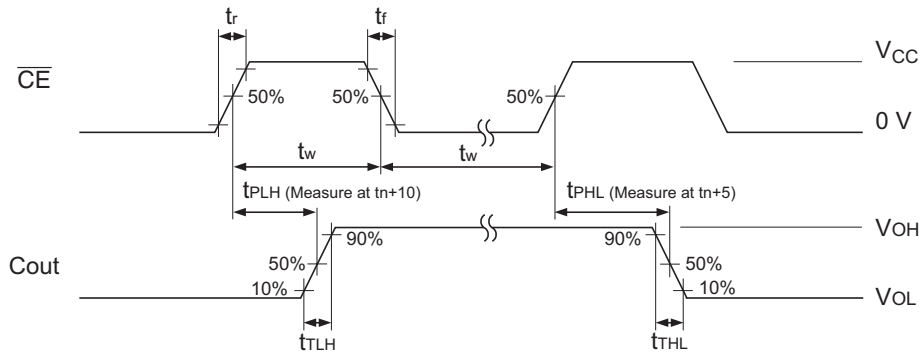 tr
tf
CE
50%
50%
50%
VCC
0 V
tw
tw
tPLH (Measure at tn+10)
tPHL (Measure at tn+5)
Cout
90%
50%
10%
90%
50%
10%
VOH
VOL
tTLH
tTHL